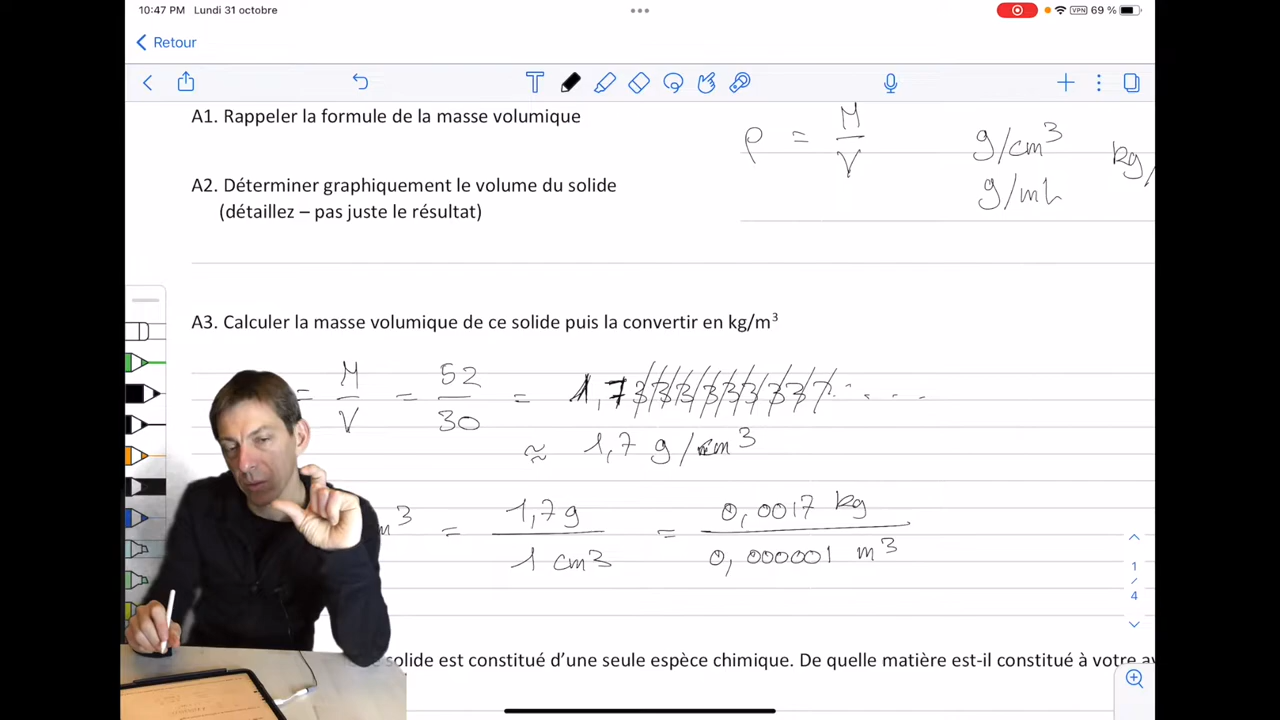 10:47 PM Lundi 31 octobre
VPN 69 %
Retour
A1. Rappeler la formule de la masse volumique
ρ = M/V
g/cm³
g/mL
kg/
A2. Déterminer graphiquement le volume du solide
(détaillez – pas juste le résultat)
A3. Calculer la masse volumique de ce solide puis la convertir en kg/m³
= M/V = 52/30 = 1,733333337....
≈ 1,7 g/cm³
m³ = 1,7g / 1 cm3 = 0,0017 kg / 0,000001 m³
1
/
4
solide est constitué d'une seule espèce chimique. De quelle matière est-il constitué à votre